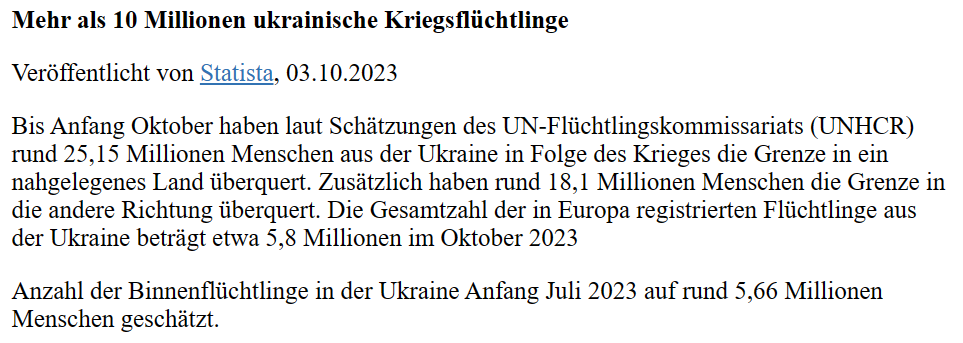 Mehr als 10 Millionen ukrainische Kriegsflüchtlinge
Veröffentlicht von Statista, 03.10.2023
Bis Anfang Oktober haben laut Schätzungen des UN-Flüchtlingskommissariats (UNHCR)
rund 25,15 Millionen Menschen aus der Ukraine in Folge des Krieges die Grenze in ein
nahgelegenes Land überquert. Zusätzlich haben rund 18,1 Millionen Menschen die Grenze in
die andere Richtung überquert. Die Gesamtzahl der in Europa registrierten Flüchtlinge aus
der Ukraine beträgt etwa 5,8 Millionen im Oktober 2023
Anzahl der Binnenflüchtlinge in der Ukraine Anfang Juli 2023 auf rund 5,66 Millionen
Menschen geschätzt.